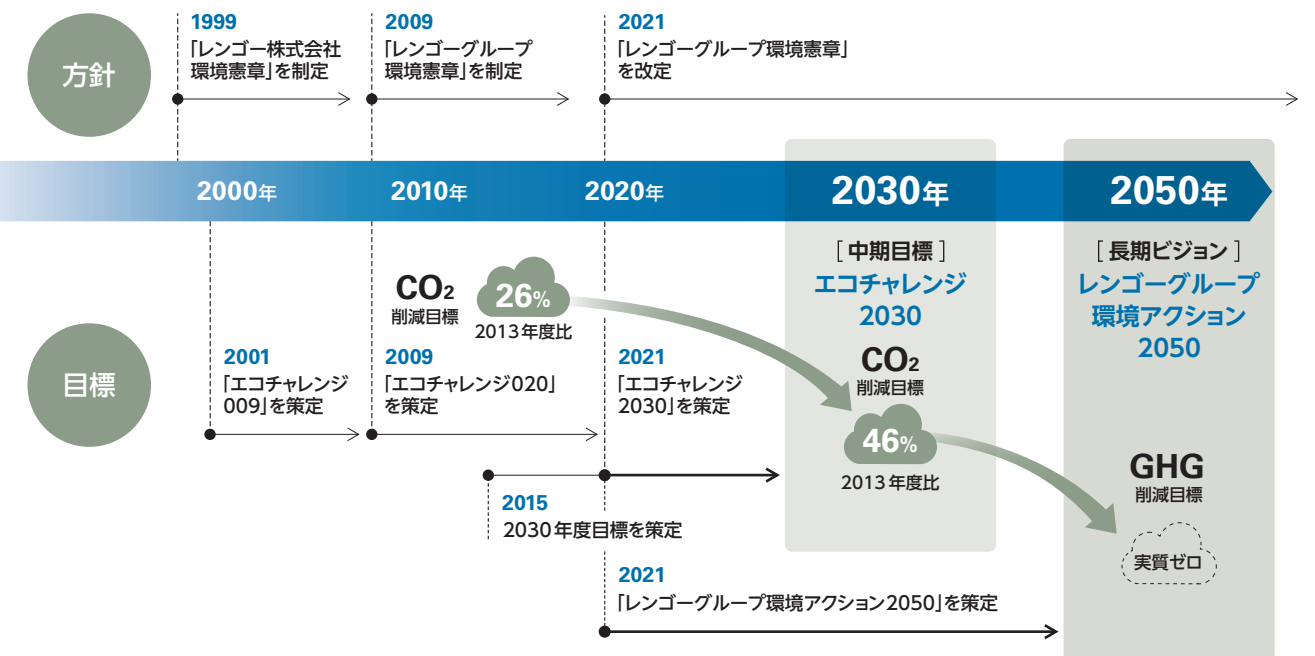 方針
1999
「レンゴー株式会社
環境憲章」を制定
2009
「レンゴーグループ
環境憲章」を制定
2021
「レンゴーグループ環境憲章」
を改定
2000年
2010年
2020年
2030年
2050年
目標
CO2
削減目標
26%
2013年度比
[ 中期目標 ]
エコチャレンジ
2030
CO2
削減目標
46%
2013年度比
[ 長期ビジョン ]
レンゴーグループ
環境アクション
2050
GHG
削減目標
実質ゼロ
2001
「エコチャレンジ
009」を策定
2009
「エコチャレンジ020」
を策定
2021
「エコチャレンジ
2030」を策定
2015
2030年度目標を策定
2021
「レンゴーグループ環境アクション2050」を策定